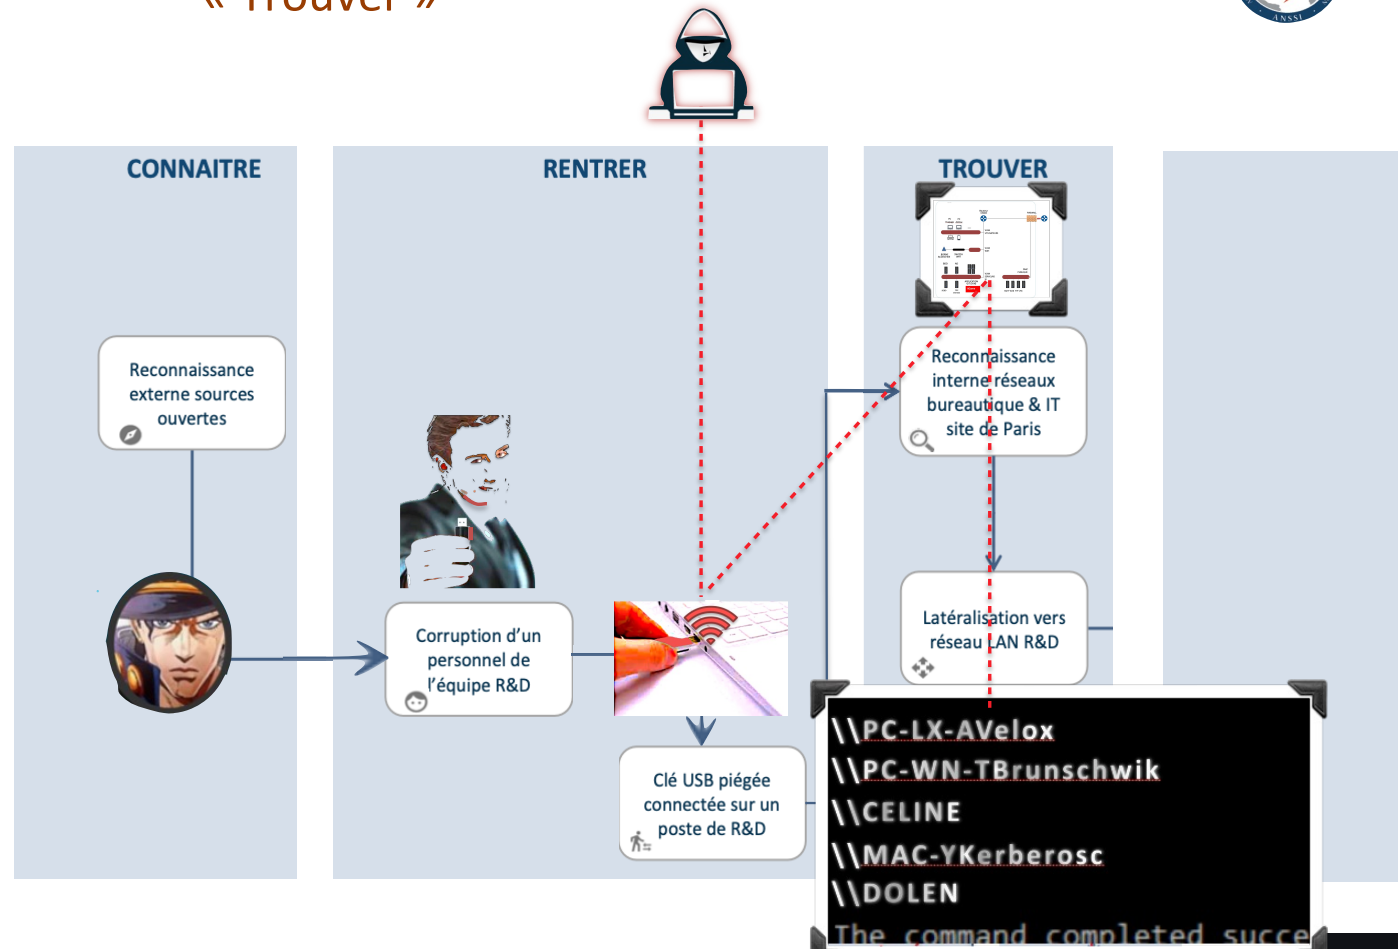 « Trouver »
ANSSI
CONNAITRE
RENTRER
TROUVER
Reconnaissance
externe sources
ouvertes
Corruption d’un
personnel de
l’équipe R&D
Clé USB piégée
connectée sur un
poste de R&D
Reconnaissance
interne réseaux
bureautique & IT
site de Paris
Latéralisation vers
réseau LAN R&D
\\PC-LX-AVelox
\\PC-WN-TBrunschwik
\\CELINE
\\MAC-YKerberosc
\\DOLEN
The command completed succe